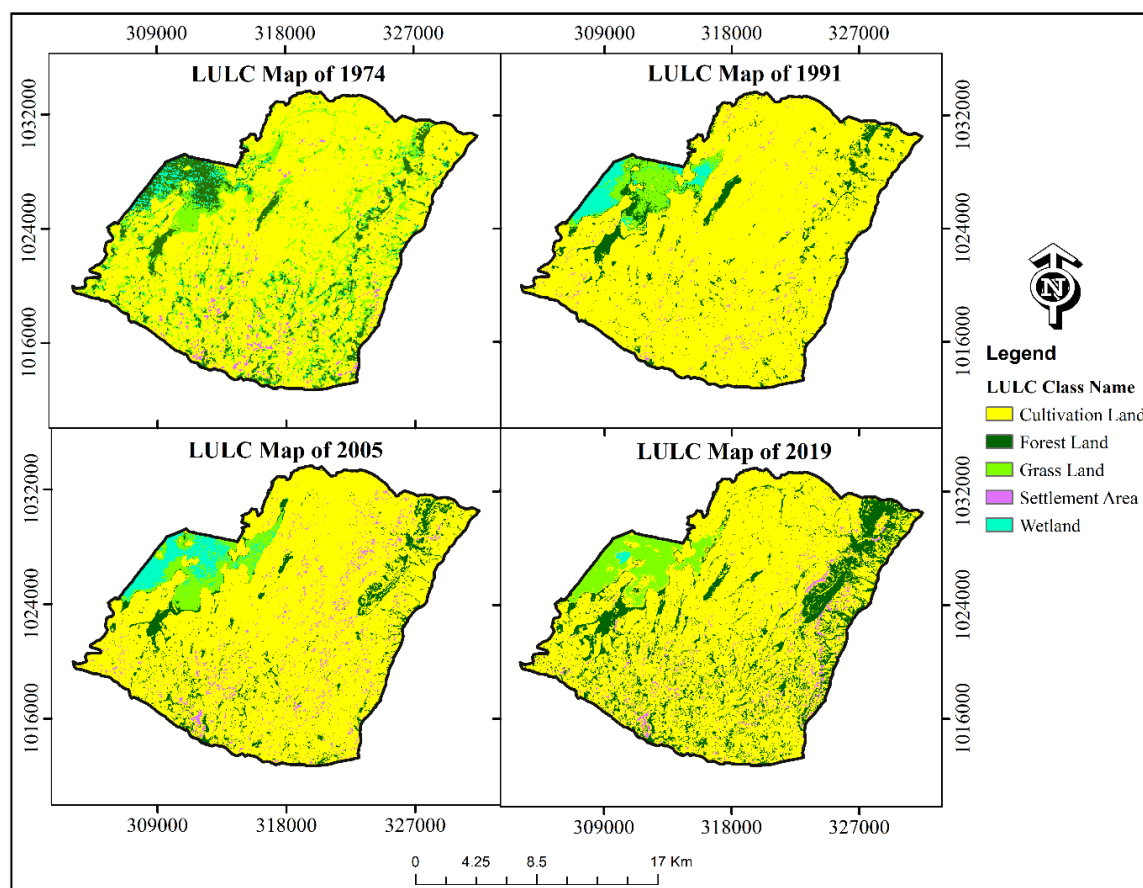 309000 318000 327000 309000 318000 327000
LULC Map of 1974
LULC Map of 1991
1032000
1024000
1016000
1032000
1024000
1016000
N
Legend
LULC Class Name
Cultivation Land
Forest Land
Grass Land
Settlement Area
Wetland
LULC Map of 2005
LULC Map of 2019
1032000
1024000
1016000
1032000
1024000
1016000
309000 318000 327000 309000 318000 327000
0 4.25 8.5 17 Km